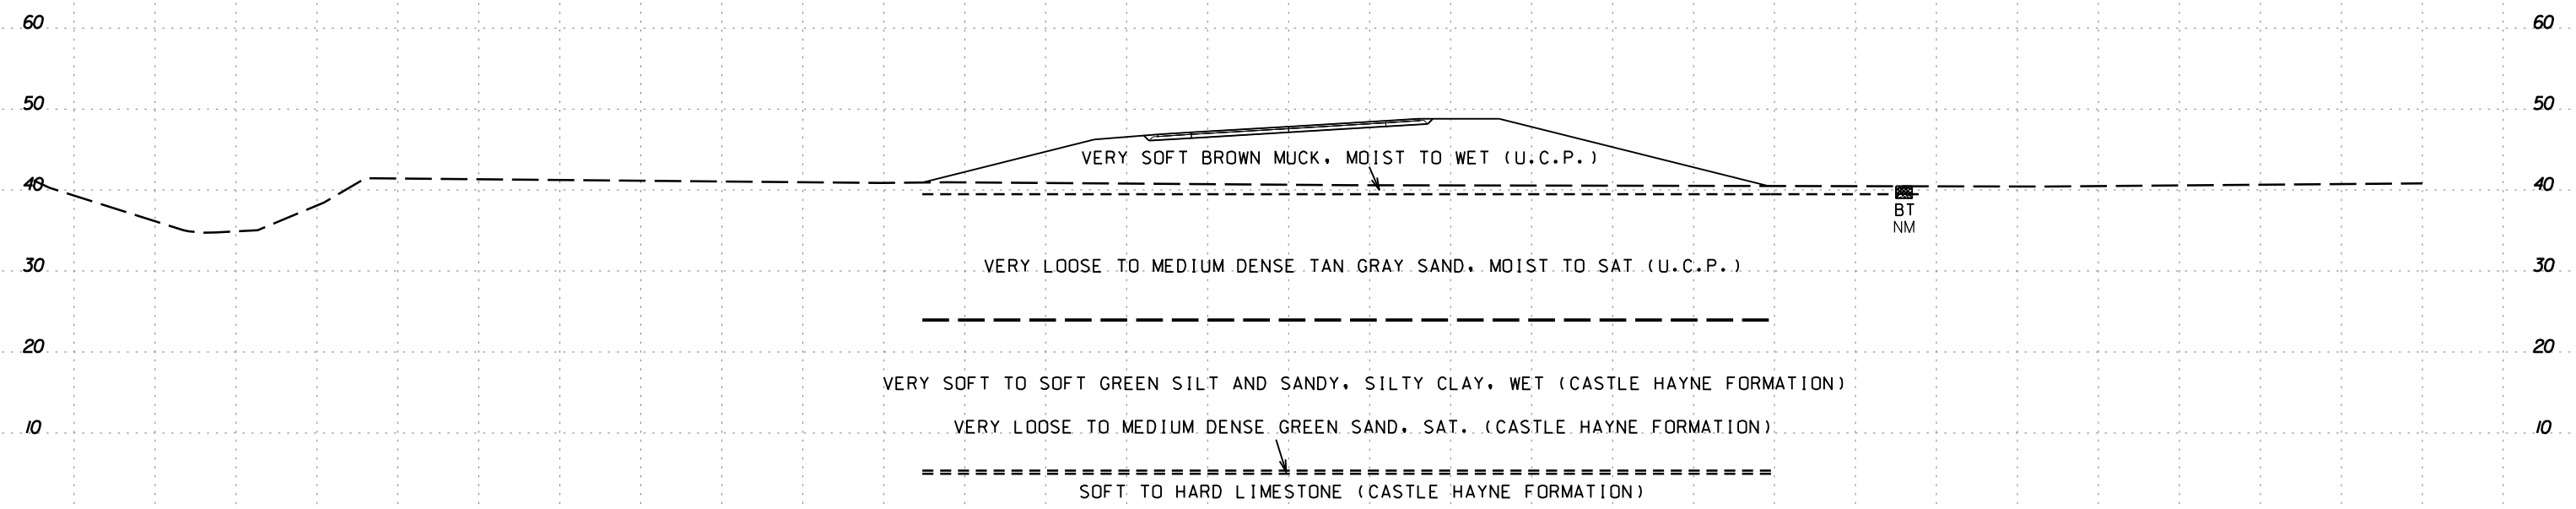 60 60
50 50
VERY SOFT BROWN MUCK, MOIST TO WET (U.C.P.)
40 40
BT
NM
VERY LOOSE TO MEDIUM DENSE TAN GRAY SAND, MOIST TO SAT (U.C.P.)
30 30
20 20
VERY SOFT TO SOFT GREEN SILT AND SANDY, SILTY CLAY, WET (CASTLE HAYNE FORMATION)
VERY LOOSE TO MEDIUM DENSE GREEN SAND, SAT. (CASTLE HAYNE FORMATION)
10 10
SOFT TO HARD LIMESTONE (CASTLE HAYNE FORMATION)